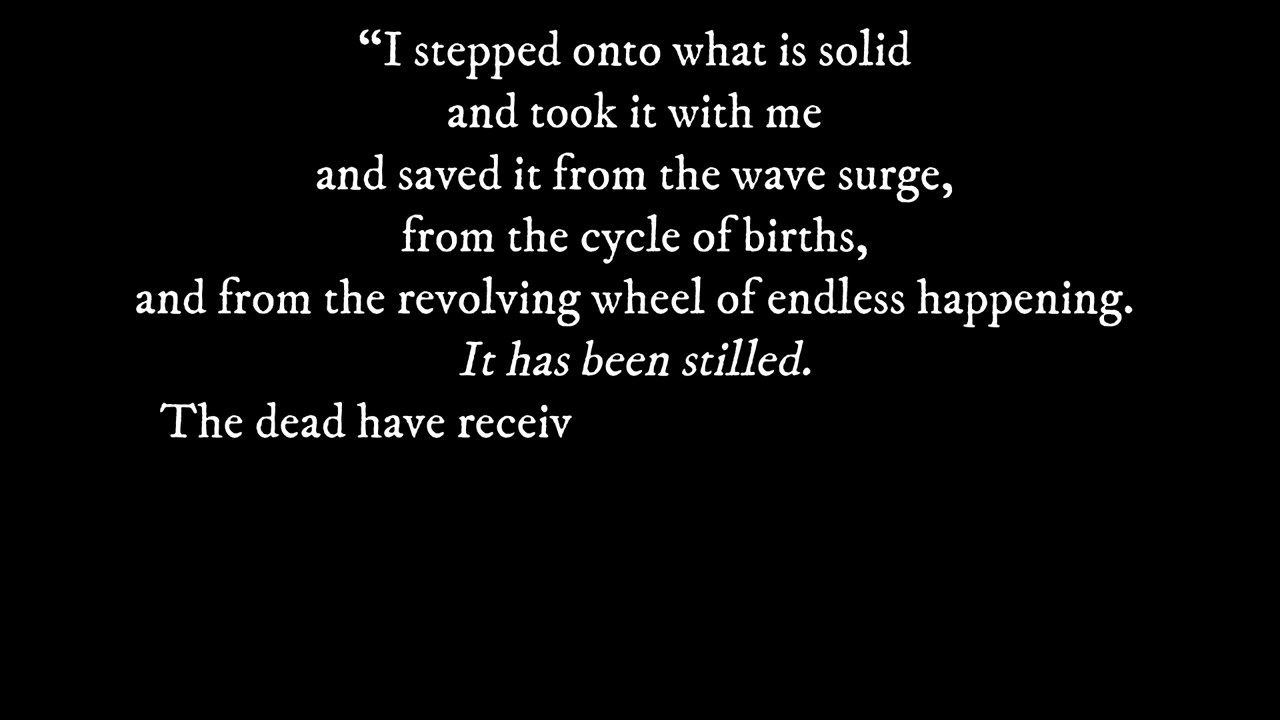 “I stepped onto what is solid
and took it with me
and saved it from the wave surge,
from the cycle of births,
and from the revolving wheel of endless happening.
It has been stilled.
The dead have receiv